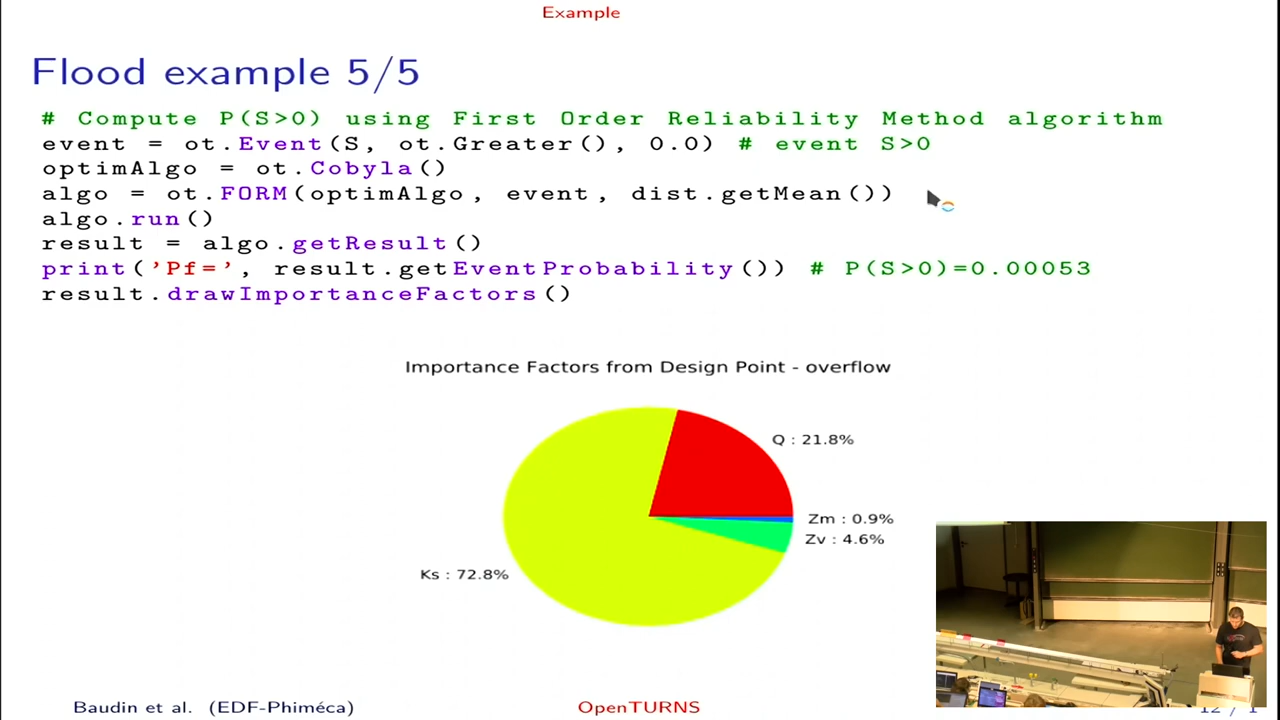 Example
Flood example 5/5
# Compute P(S>0) using First Order Reliability Method algorithm
event = ot.Event(S, ot.Greater(), 0.0) # event S>0
optimAlgo = ot.Cobyla()
algo = ot.FORM(optimAlgo, event, dist.getMean())
algo.run()
result = algo.getResult()
print('Pf=', result.getEventProbability()) # P(S>0)=0.00053
result.drawImportanceFactors()
Importance Factors from Design Point - overflow
Q : 21.8%
Zm : 0.9%
Zv : 4.6%
Ks : 72.8%
Baudin et al. (EDF-Phiméca)
OpenTURNS